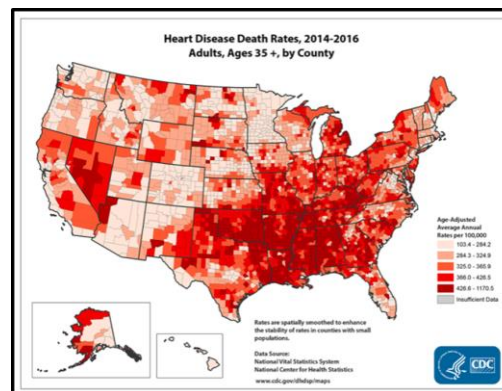 Heart Disease Death Rates, 2014-2016
Adults, Ages 35 +, by County
Age-Adjusted
Average Annual
Rates per 100,000
103.4 - 284.2
284.3 - 324.9
325.0 - 365.9
366.0 - 426.5
426.6 - 1170.5
Insufficient Data
Rates are spatially smoothed to enhance
the stability of rates in counties with small
populations.
Data Source:
National Vital Statistics System
National Center for Health Statistics
www.cdc.gov/dhdsp/maps
CDC